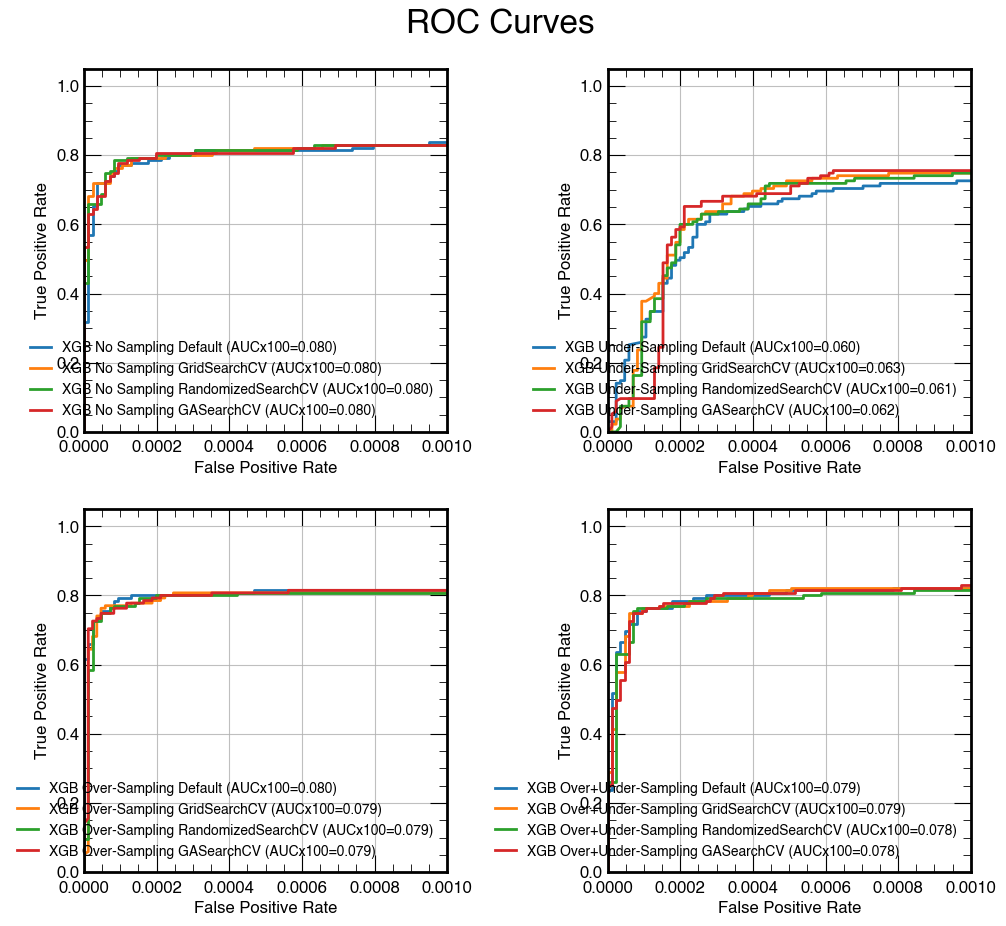 ROC Curves
1.0
0.8
0.6
0.4
0.2
0.0
True Positive Rate
XGB No Sampling Default (AUCx100=0.080)
XGB No Sampling GridSearchCV (AUCx100=0.080)
XGB No Sampling RandomizedSearchCV (AUCx100=0.080)
XGB No Sampling GASearchCV (AUCx100=0.080)
0.0000 0.0002 0.0004 0.0006 0.0008 0.0010
False Positive Rate
1.0
0.8
0.6
0.4
0.2
0.0
True Positive Rate
XGB Under-Sampling Default (AUCx100=0.060)
XGB Under-Sampling GridSearchCV (AUCx100=0.063)
XGB Under-Sampling RandomizedSearchCV (AUCx100=0.061)
XGB Under-Sampling GASearchCV (AUCx100=0.062)
0.0000 0.0002 0.0004 0.0006 0.0008 0.0010
False Positive Rate
1.0
0.8
0.6
0.4
0.2
0.0
True Positive Rate
XGB Over-Sampling Default (AUCx100=0.080)
XGB Over-Sampling GridSearchCV (AUCx100=0.079)
XGB Over-Sampling RandomizedSearchCV (AUCx100=0.079)
XGB Over-Sampling GASearchCV (AUCx100=0.079)
0.0000 0.0002 0.0004 0.0006 0.0008 0.0010
False Positive Rate
1.0
0.8
0.6
0.4
0.2
0.0
True Positive Rate
XGB Over+Under-Sampling Default (AUCx100=0.079)
XGB Over+Under-Sampling GridSearchCV (AUCx100=0.079)
XGB Over+Under-Sampling RandomizedSearchCV (AUCx100=0.078)
XGB Over+Under-Sampling GASearchCV (AUCx100=0.078)
0.0000 0.0002 0.0004 0.0006 0.0008 0.0010
False Positive Rate